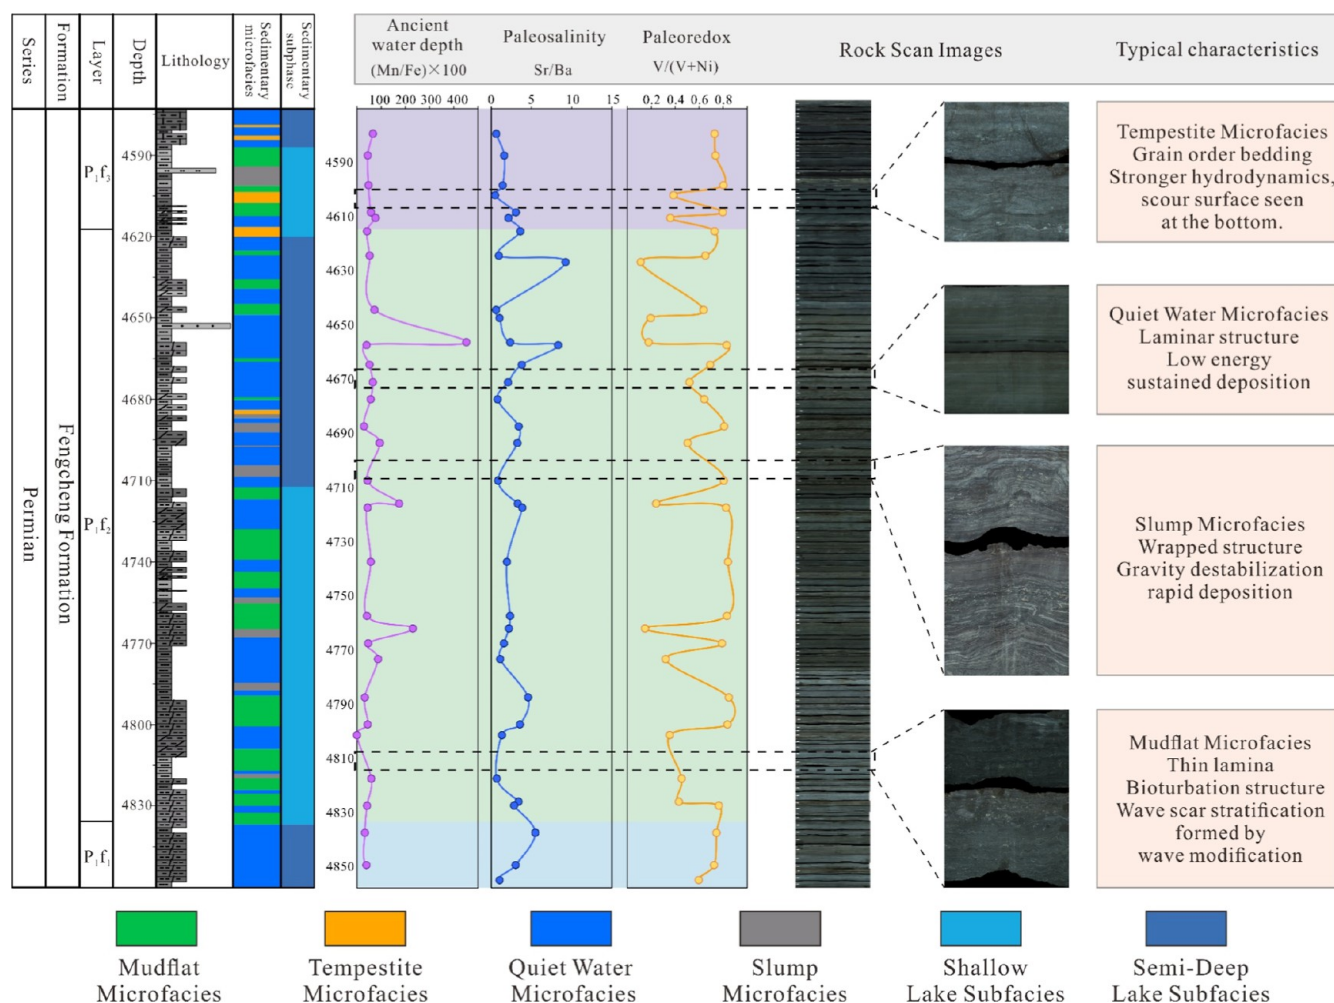 Series
Formation
Layer
Depth
Lithology
Sedimentary
microfacies
Sedimentary
subphase
Ancient
water depth
(Mn/Fe)×100
Paleosalinity
Sr/Ba
Paleoredox
V/(V+Ni)
Rock Scan Images
Typical characteristics
100 200 300 400
0 5 10 15
0.2 0.4 0.6 0.8
Permian
Fengcheng Formation
P₁f₃
P₁f₂
P₁f₁
4590
4620
4650
4680
4710
4740
4770
4800
4830
4590
4610
4630
4650
4670
4690
4710
4730
4750
4770
4790
4810
4830
4850
Tempestite Microfacies
Grain order bedding
Stronger hydrodynamics,
scour surface seen
at the bottom.
Quiet Water Microfacies
Laminar structure
Low energy
sustained deposition
Slump Microfacies
Wrapped structure
Gravity destabilization
rapid deposition
Mudflat Microfacies
Thin lamina
Bioturbation structure
Wave scar stratification
formed by
wave modification
Mudflat
Microfacies
Tempestite
Microfacies
Quiet Water
Microfacies
Slump
Microfacies
Shallow
Lake Subfacies
Semi-Deep
Lake Subfacies